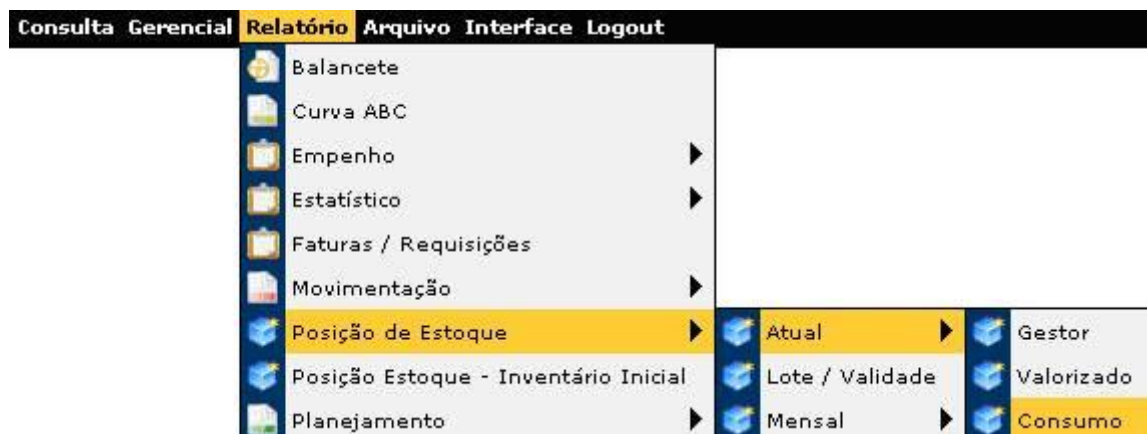 Consulta Gerencial Relatório Arquivo Interface Logout
Balancete
Curva ABC
Empenho
Estatístico
Faturas / Requisições
Movimentação
Posição de Estoque
Atual
Gestor
Posição Estoque - Inventário Inicial
Lote / Validade
Valorizado
Planejamento
Mensal
Consumo